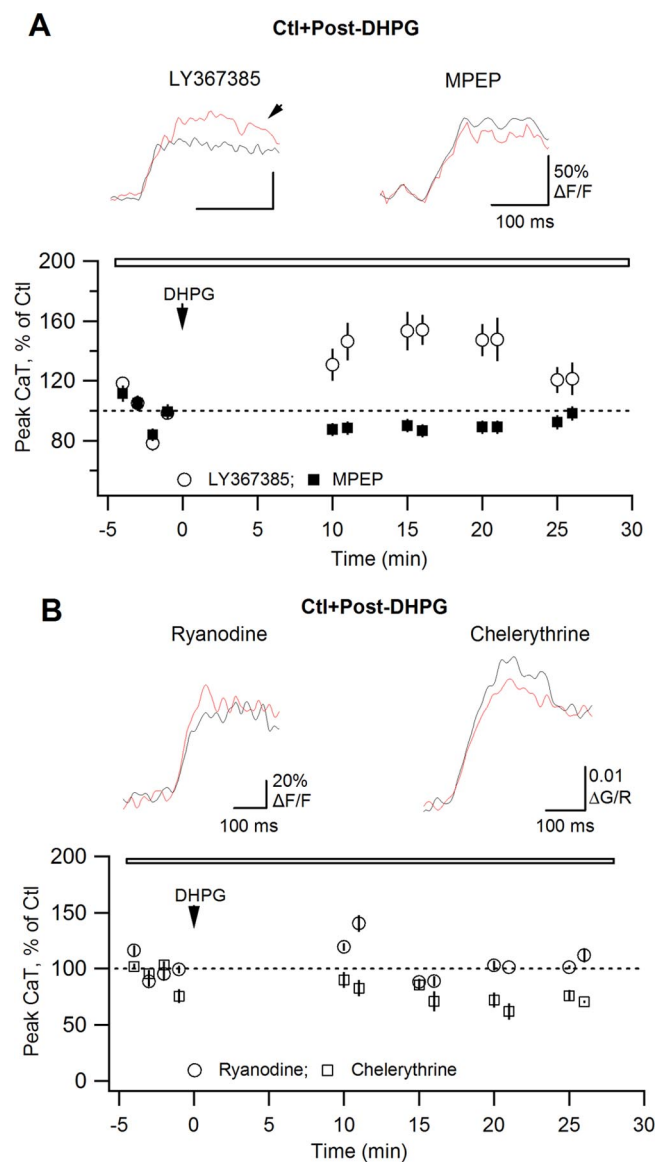 A
Ctl+Post-DHPG
LY367385
MPEP
50%
ΔF/F
100 ms
200
160
120
80
Peak CaT, % of Ctl
DHPG
LY367385; MPEP
-5 0 5 10 15 20 25 30
Time (min)
B
Ctl+Post-DHPG
Ryanodine
Chelerythrine
20%
ΔF/F
100 ms
0.01
ΔG/R
100 ms
200
150
100
50
0
Peak CaT, % of Ctl
DHPG
Ryanodine; Chelerythrine
-5 0 5 10 15 20 25 30
Time (min)